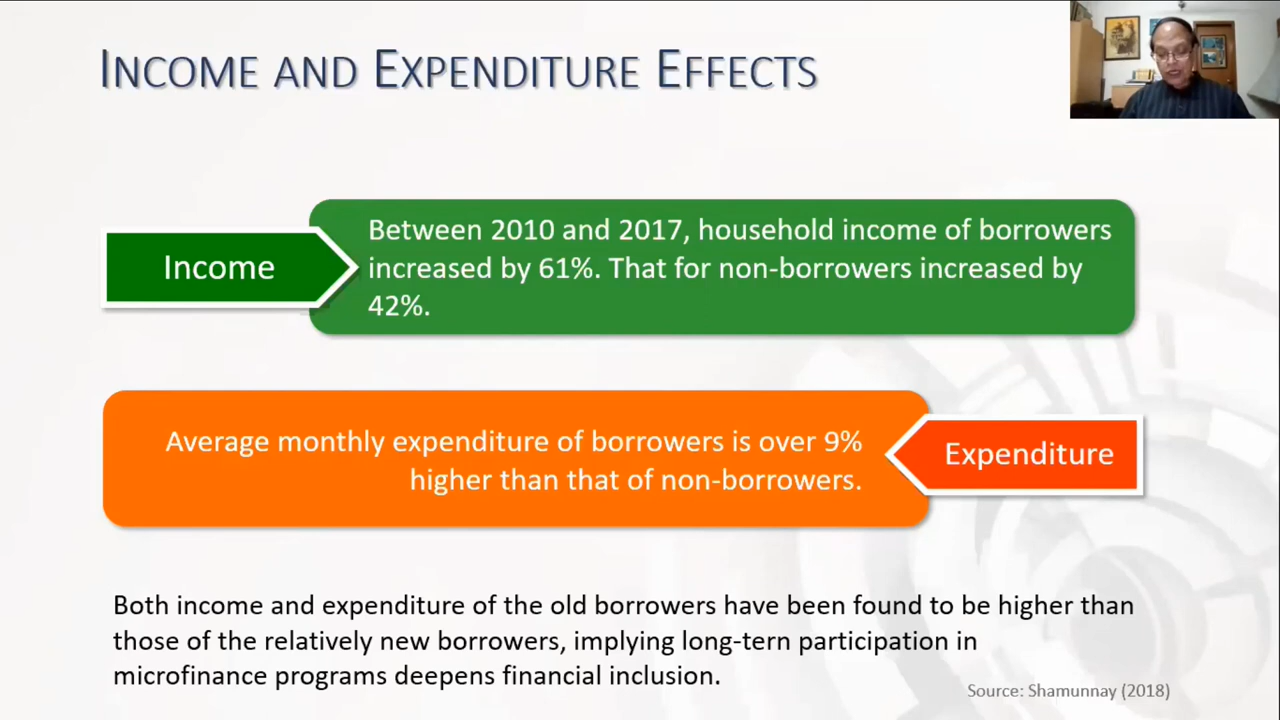 INCOME AND EXPENDITURE EFFECTS
Income
Between 2010 and 2017, household income of borrowers
increased by 61%. That for non-borrowers increased by
42%.
Average monthly expenditure of borrowers is over 9%
higher than that of non-borrowers.
Expenditure
Both income and expenditure of the old borrowers have been found to be higher than
those of the relatively new borrowers, implying long-tern participation in
microfinance programs deepens financial inclusion.
Source: Shamunnay (2018)